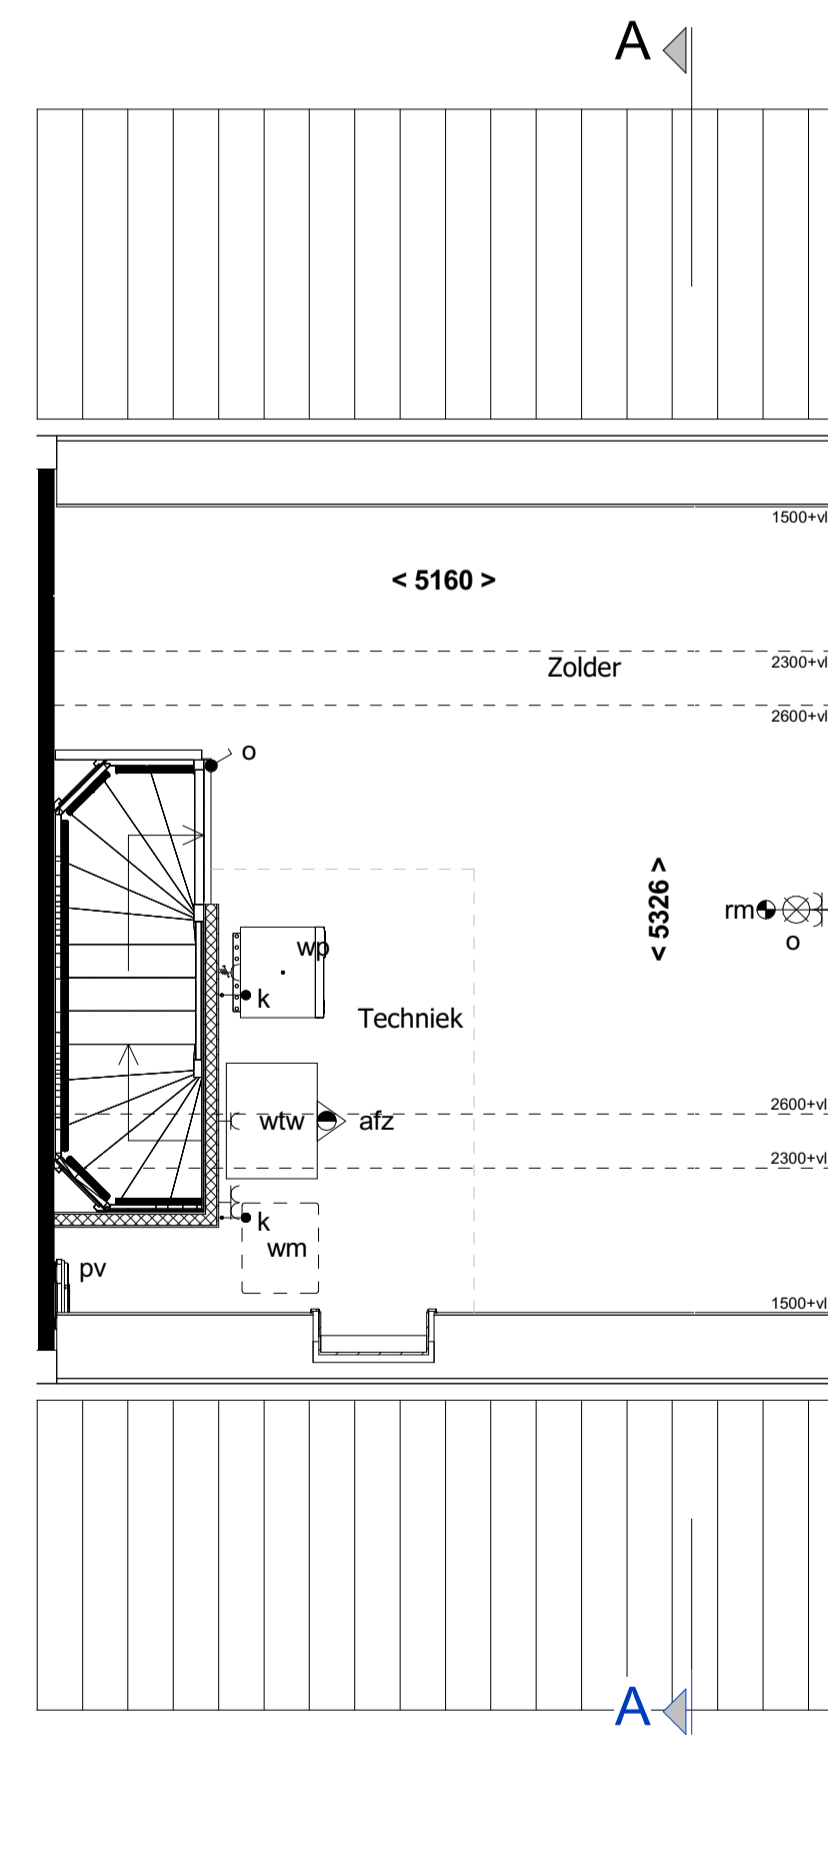 A
1500+vl
< 5160 >
2300+vl
Zolder
2600+vl
o
< 5326 >
rm
o
wp
k
Techniek
2600+vl
wtw
afz
2300+vl
k
wm
pv
1500+vl
A